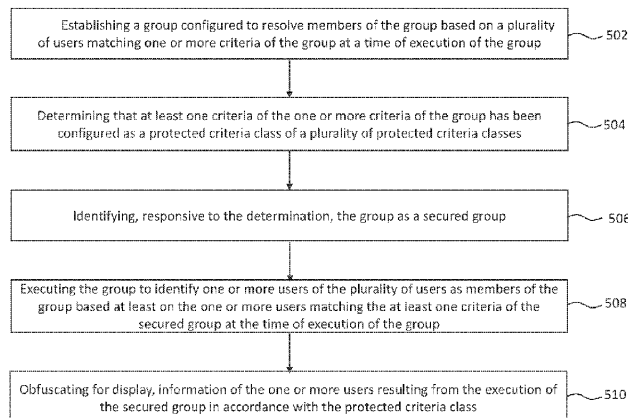 Establishing a group configured to resolve members of the group based on a plurality
of users matching one or more criteria of the group at a time of execution of the group
502
Determining that at least one criteria of the one or more criteria of the group has been
configured as a protected criteria class of a plurality of protected criteria classes
504
Identifying, responsive to the determination, the group as a secured group
506
Executing the group to identify one or more users of the plurality of users as members of the
group based at least on the one or more users matching the at least one criteria of the
secured group at the time of execution of the group
508
Obfuscating for display, information of the one or more users resulting from the execution of
the secured group in accordance with the protected criteria class
510